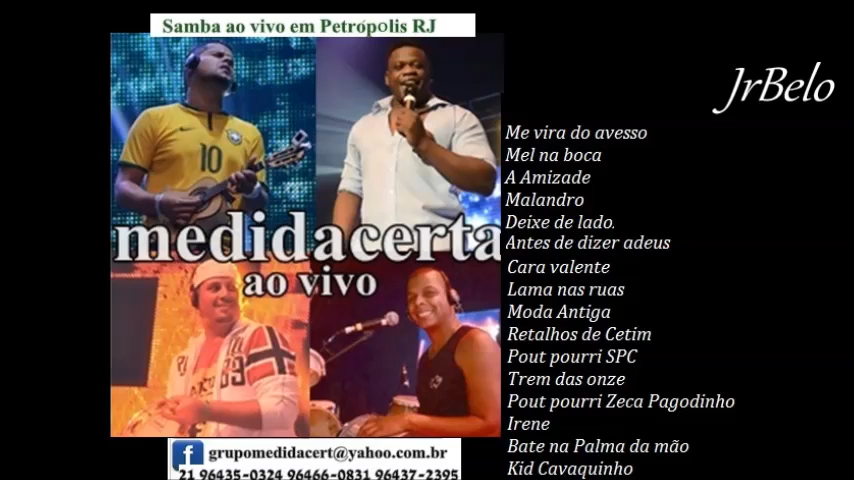 Samba ao vivo em Petrópolis RJ
JrBelo
10
medidacerta
ao vivo
Me vira do avesso
Mel na boca
A Amizade
Malandro
Deixe de lado.
Antes de dizer adeus
Cara valente
Lama nas ruas
Moda Antiga
Retalhos de Cetim
Pout pourri SPC
Trem das onze
Pout pourri Zeca Pagodinho
Irene
Bate na Palma da mão
Kid Cavaquinho
f grupomedidacert@yahoo.com.br
21 96435-0324 96466-0831 96437-2395